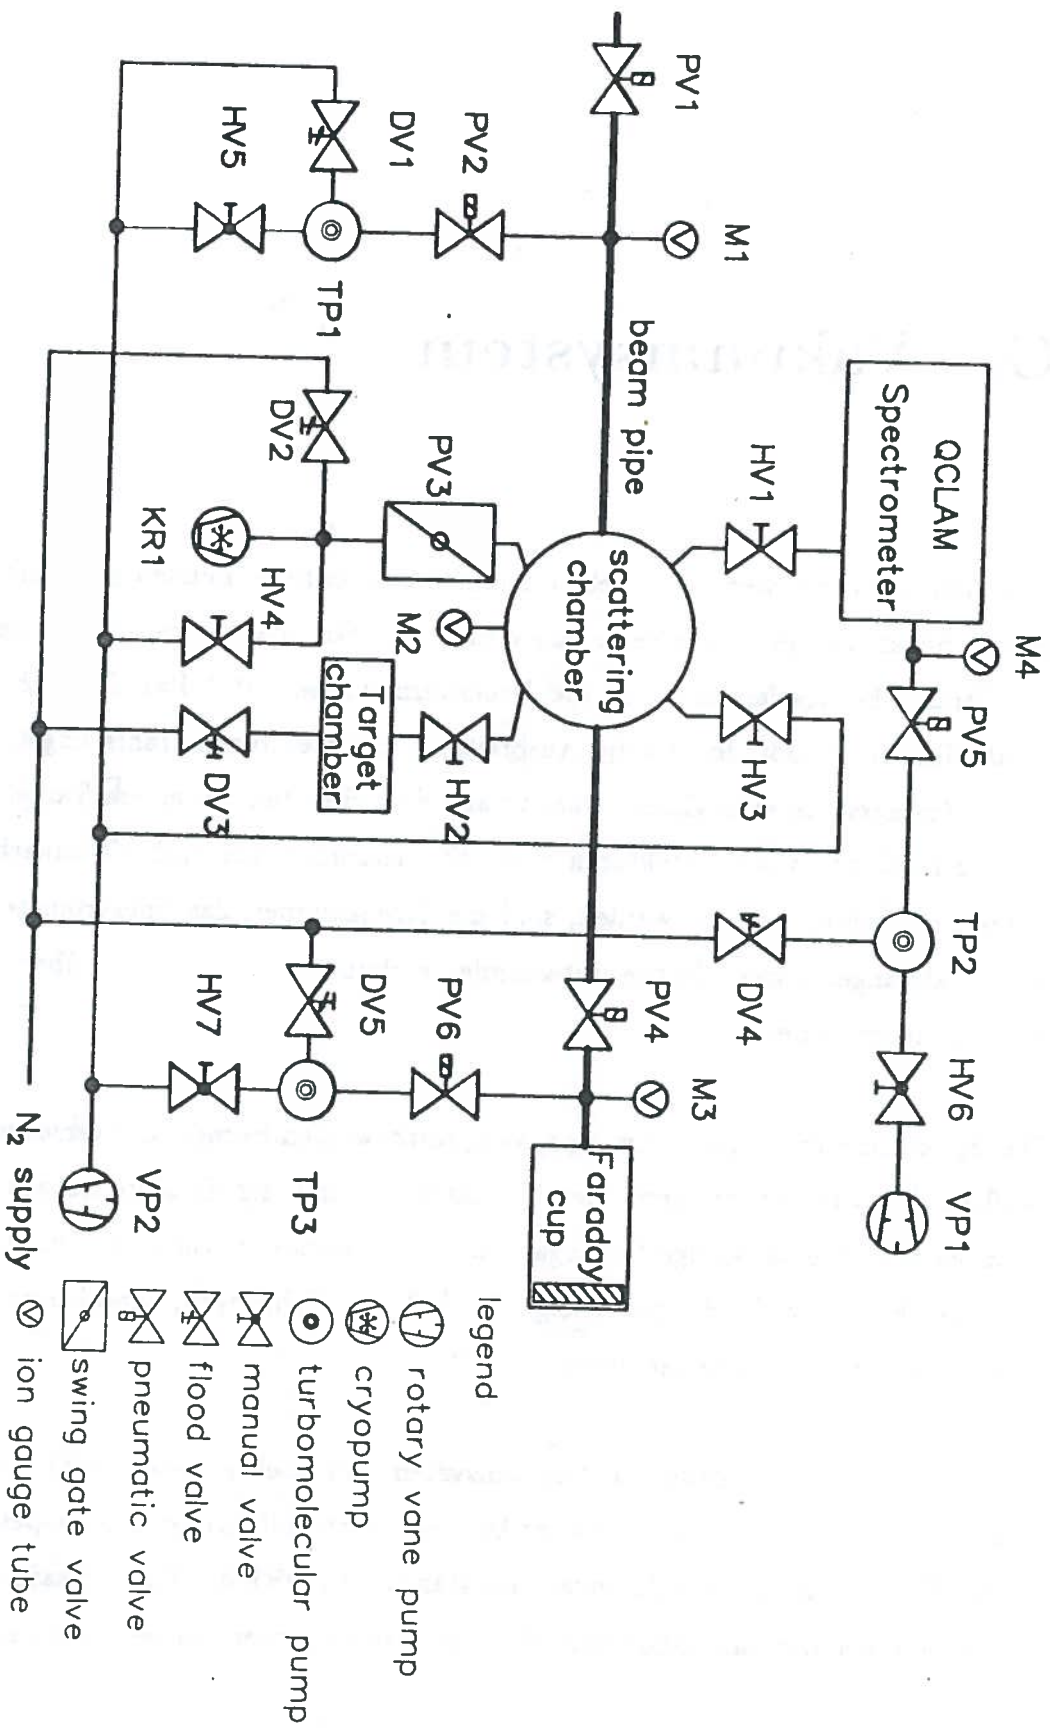 QCLAM
Spectrometer
M4
PV5
TP2
HV6
VP1
HV1
HV3
DV4
PV1
M1
beam pipe
scattering
chamber
PV4
M3
Faraday
cup
PV2
PV3
M2
HV2
PV6
DV1
DV2
Target
chamber
DV5
HV5
TP1
KR1
HV4
DV3
HV7
TP3
VP2
N₂ supply
legend
rotary vane pump
cryopump
turbomolecular pump
manual valve
flood valve
pneumatic valve
swing gate valve
ion gauge tube